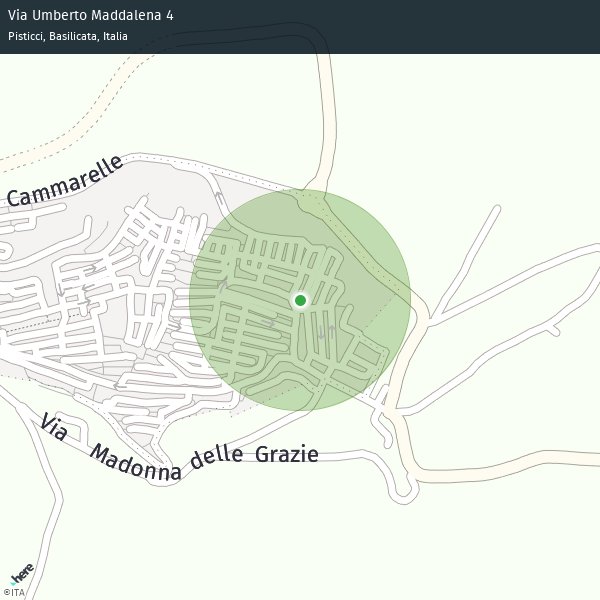 Via Umberto Maddalena 4
Pisticci, Basilicata, Italia
Cammarelle
Via Madonna delle Grazie
here
©ITA